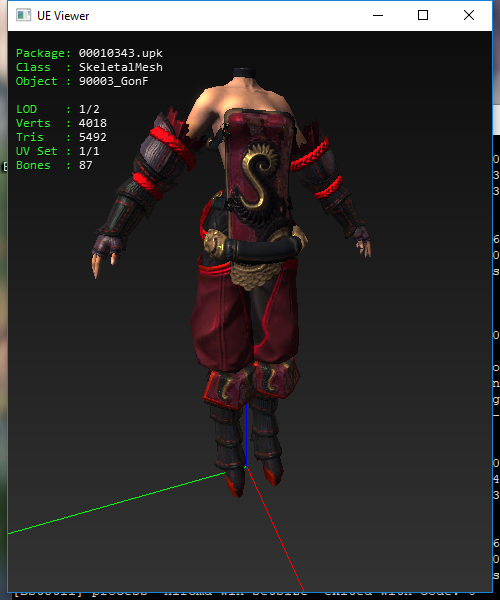 UE Viewer
Package: 00010343.upk
Class : SkeletalMesh
Object : 90003_GonF
LOD : 1/2
Verts : 4018
Tris : 5492
UV Set : 1/1
Bones : 87